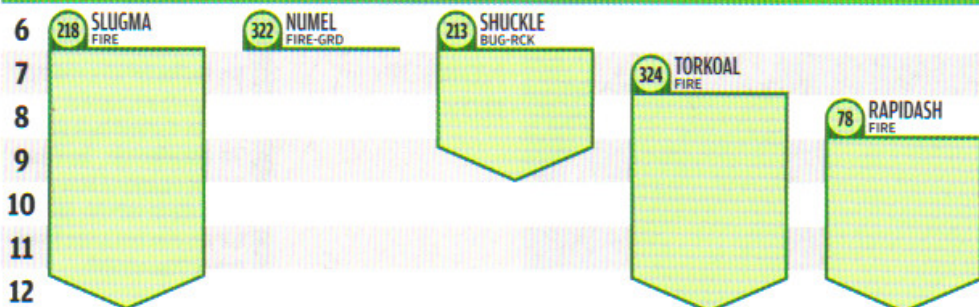 6 218 SLUGMA 322 NUMEL 213 SHUCKLE
FIRE FIRE-GRD BUG-RCK
7 324 TORKOAL
FIRE
8 78 RAPIDASH
FIRE
9
10
11
12